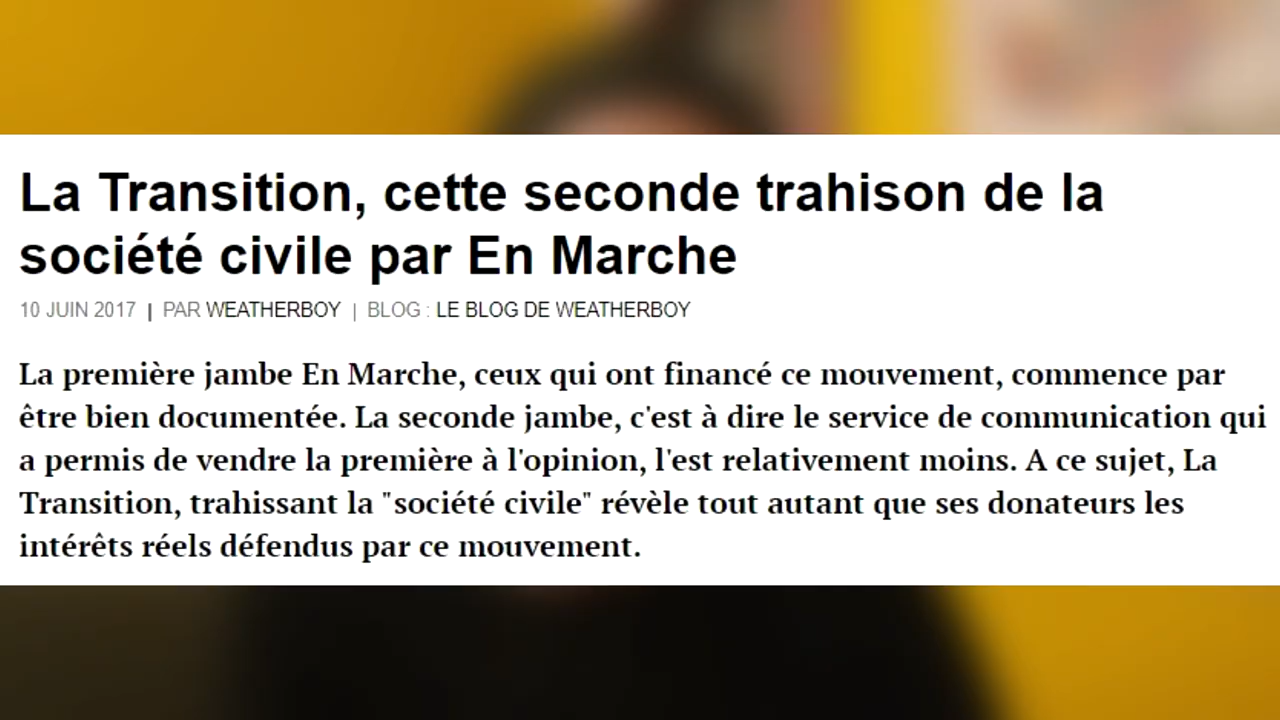 La Transition, cette seconde trahison de la
société civile par En Marche
10 JUIN 2017 | PAR WEATHERBOY | BLOG : LE BLOG DE WEATHERBOY
La première jambe En Marche, ceux qui ont financé ce mouvement, commence par
être bien documentée. La seconde jambe, c'est à dire le service de communication qui
a permis de vendre la première à l'opinion, l'est relativement moins. A ce sujet, La
Transition, trahissant la "société civile" révèle tout autant que ses donateurs les
intérêts réels défendus par ce mouvement.